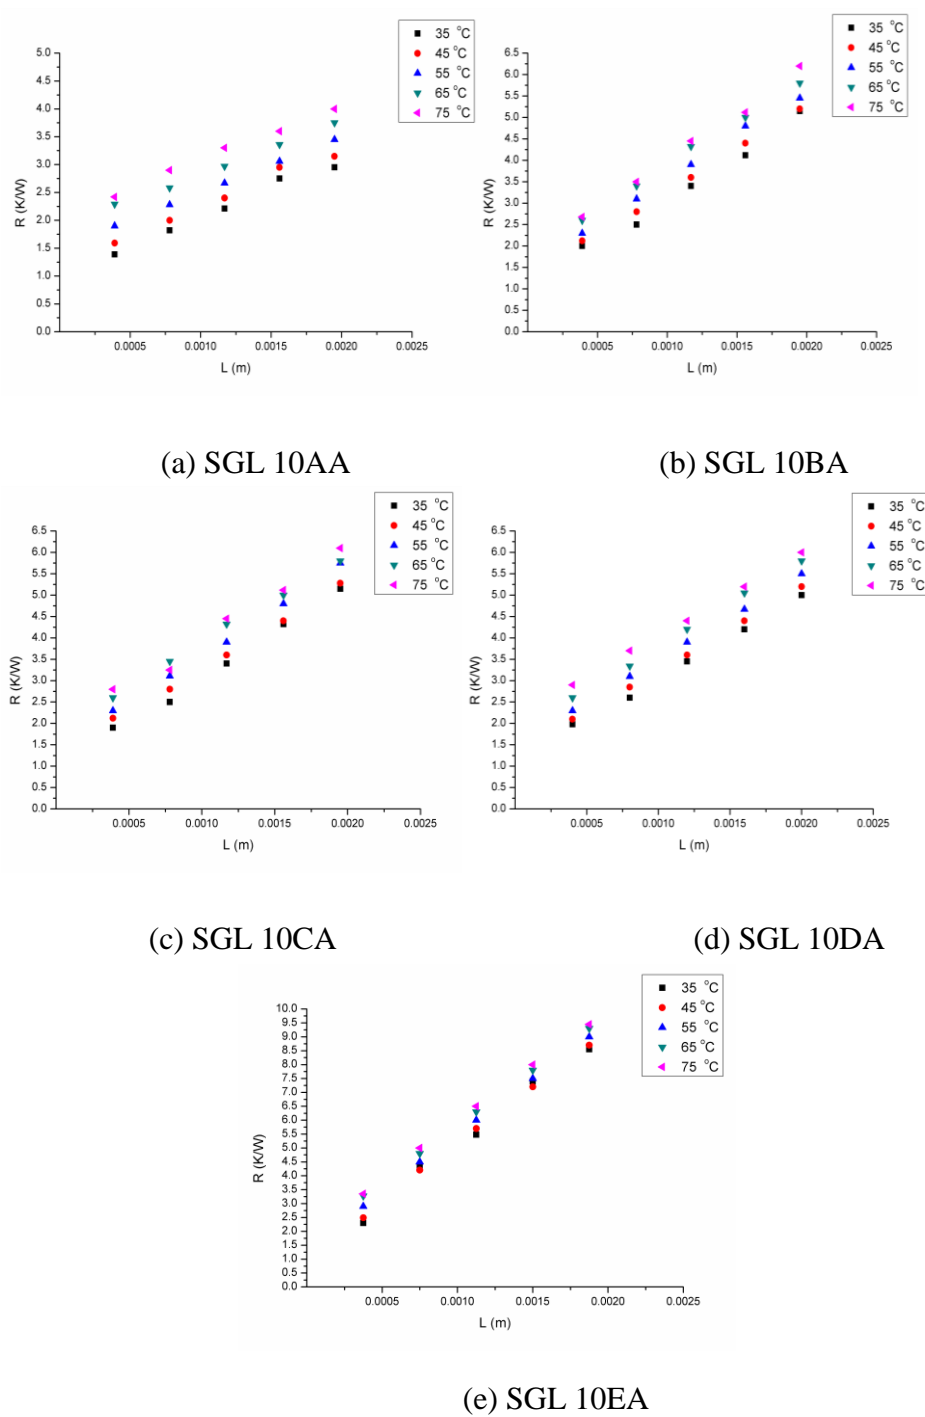 35 °C
45 °C
55 °C
65 °C
75 °C
5.0
4.5
4.0
3.5
3.0
2.5
2.0
1.5
1.0
0.5
0.0
R (K/W)
0.0005 0.0010 0.0015 0.0020 0.0025
L (m)
35 °C
45 °C
55 °C
65 °C
75 °C
6.5
6.0
5.5
5.0
4.5
4.0
3.5
3.0
2.5
2.0
1.5
1.0
0.5
0.0
R (K/W)
0.0005 0.0010 0.0015 0.0020 0.0025
L (m)
(a) SGL 10AA
(b) SGL 10BA
35 °C
45 °C
55 °C
65 °C
75 °C
6.5
6.0
5.5
5.0
4.5
4.0
3.5
3.0
2.5
2.0
1.5
1.0
0.5
0.0
R (K/W)
0.0005 0.0010 0.0015 0.0020 0.0025
L (m)
35 °C
45 °C
55 °C
65 °C
75 °C
6.5
6.0
5.5
5.0
4.5
4.0
3.5
3.0
2.5
2.0
1.5
1.0
0.5
0.0
R (K/W)
0.0005 0.0010 0.0015 0.0020 0.0025
L (m)
(c) SGL 10CA
(d) SGL 10DA
35 °C
45 °C
55 °C
65 °C
75 °C
10.0
9.5
9.0
8.5
8.0
7.5
7.0
6.5
6.0
5.5
5.0
4.5
4.0
3.5
3.0
2.5
2.0
1.5
1.0
0.5
0.0
R (K/W)
0.0005 0.0010 0.0015 0.0020 0.0025
L (m)
(e) SGL 10EA